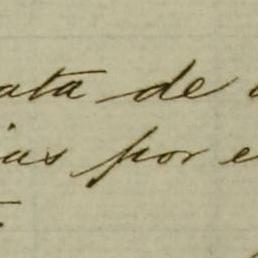 ata de
ias por e